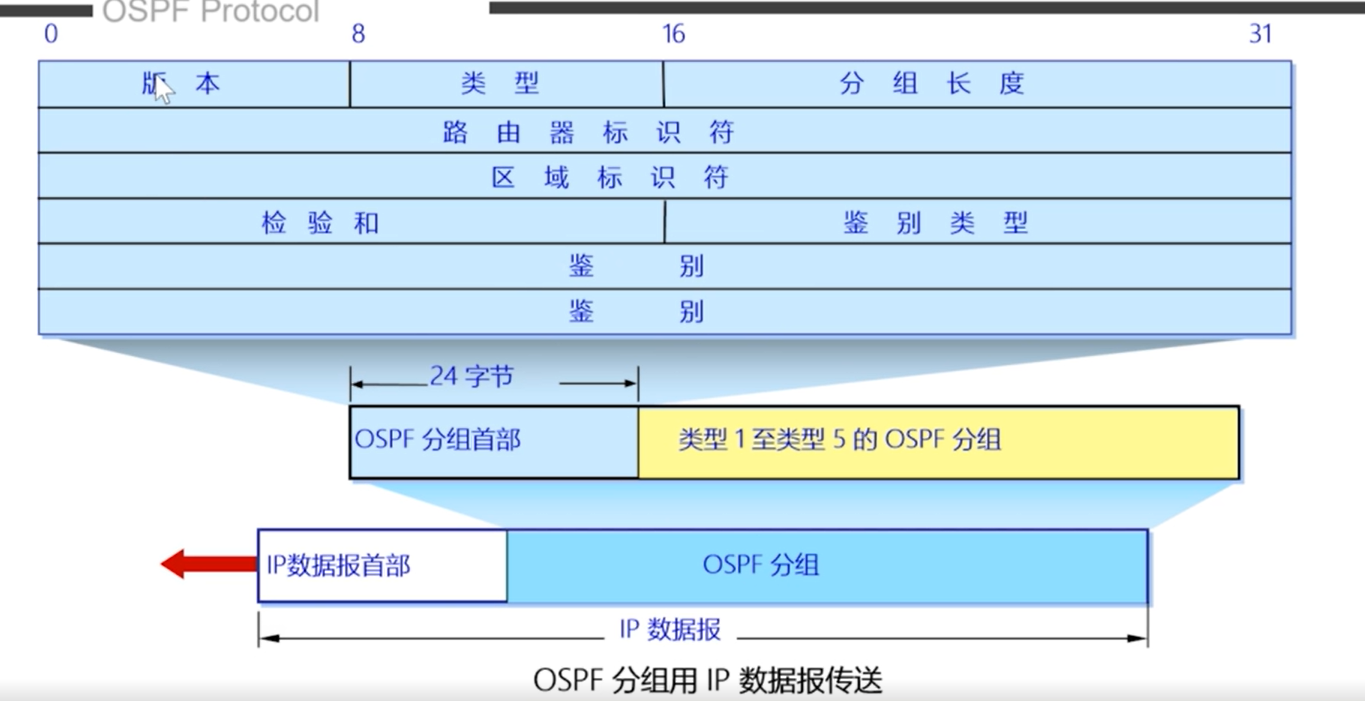 OSPF Protocol
0 8 16 31
版 本 类 型 分 组 长 度
路 由 器 标 识 符
区 域 标 识 符
检 验 和 鉴 别 类 型
鉴 别
鉴 别
24 字节
OSPF 分组首部 类型 1 至类型 5 的 OSPF 分组
IP数据报首部 OSPF 分组
IP 数据报
OSPF 分组用 IP 数据报传送